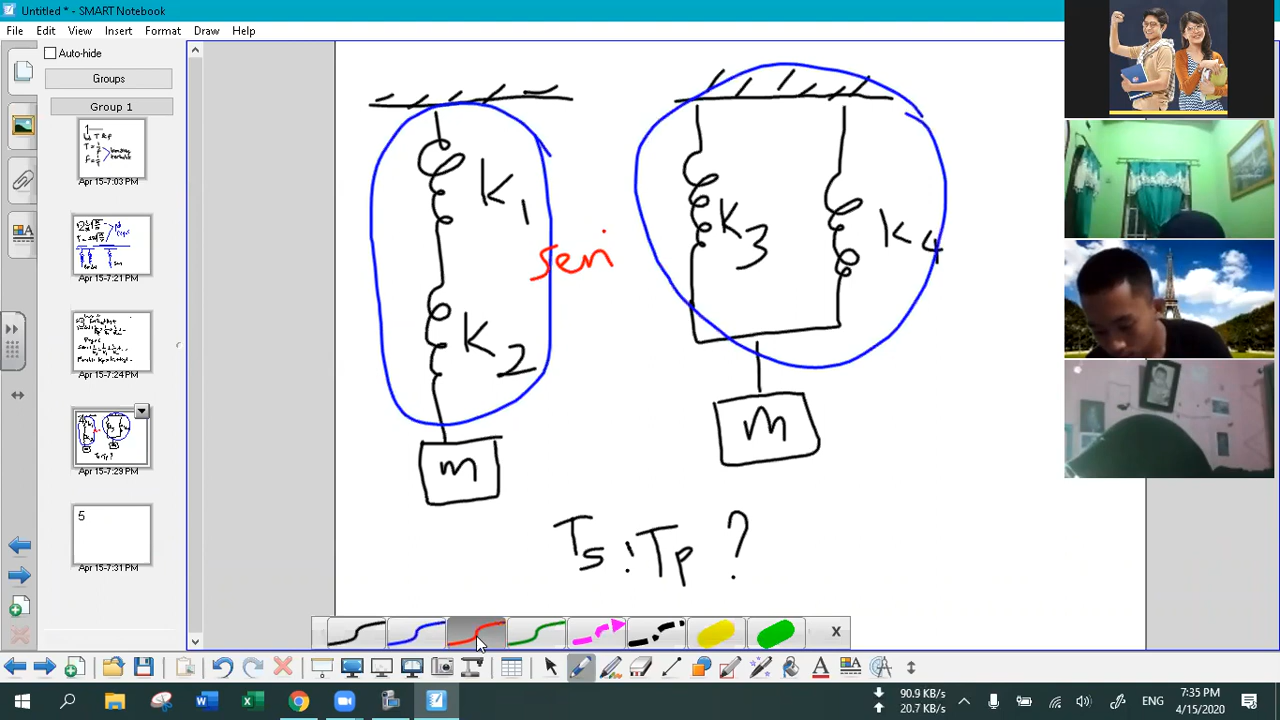 Untitled * - SMART Notebook
File Edit View Insert Format Draw Help
Auto-hide
Groups
Group 1
Apr 15-7:03 PM
Apr 15-7:21 PM
Apr 15-7:24 PM
Apr 15-7:29 PM
5
Apr 15-7:31 PM
K1
K2
m
seri
K3
K4
m
Ts : Tp ?
X
A
90.9 KB/s
20.7 KB/s
ENG
7:35 PM
4/15/2020